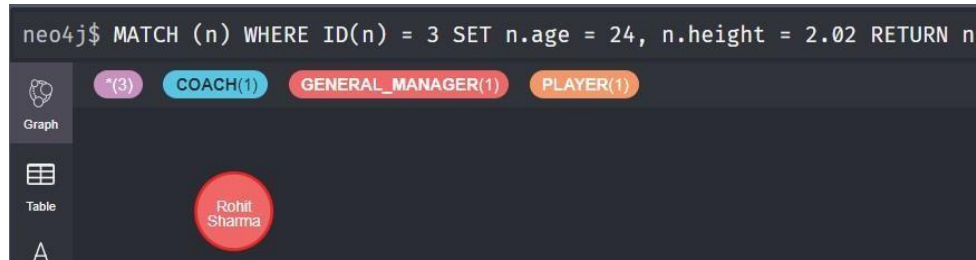 neo4j$ MATCH (n) WHERE ID(n) = 3 SET n.age = 24, n.height = 2.02 RETURN n
*(3) COACH(1) GENERAL_MANAGER(1) PLAYER(1)
Graph
Table
Rohit
Sharma
A